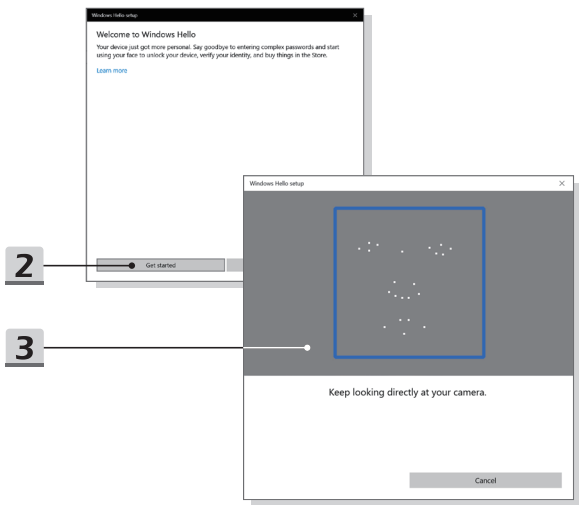 Windows Hello setup
Welcome to Windows Hello
Your device just got more personal. Say goodbye to entering complex passwords and start
using your face to unlock your device, verify your identity, and buy things in the Store.
Learn more
2
Get started
Windows Hello setup
3
Keep looking directly at your camera.
Cancel